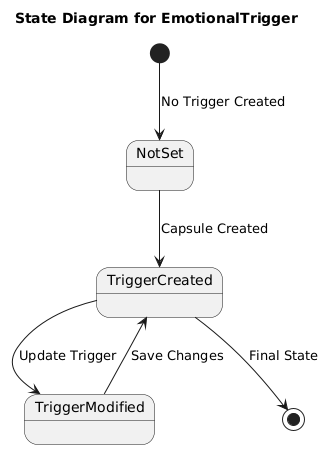 State Diagram for EmotionalTrigger
No Trigger Created
NotSet
Capsule Created
TriggerCreated
Update Trigger
Save Changes
Final State
TriggerModified